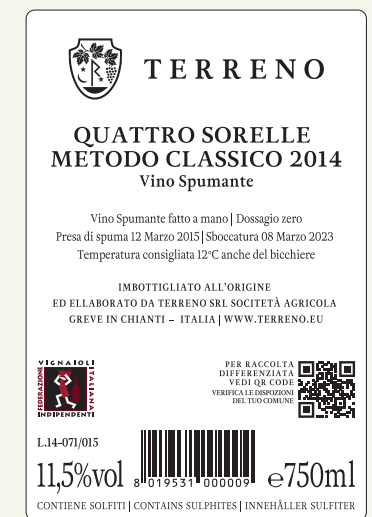 TERRENO
QUATTRO SORELLE
METODO CLASSICO 2014
Vino Spumante
Vino Spumante fatto a mano | Dossagio zero
Presa di spuma 12 Marzo 2015 | Sboccatura 08 Marzo 2023
Temperatura consigliata 12°C anche del bicchiere
IMBOTTIGLIATO ALL'ORIGINE
ED ELLABORATO DA TERRENO SRL SOCITETÀ AGRICOLA
GREVE IN CHIANTI – ITALIA | WWW.TERRENO.EU
VIGNAIOLI
ITALIANA
FEDERAZIONE
INDIPENDENTI
PER RACCOLTA
DIFFERENZIATA
VEDI QR CODE
VERIFICA LE DISPOZIONI
DEL TUO COMUNE
L.14-071/015
11,5%vol
8 019531 000009
e750ml
CONTIENE SOLFITI | CONTAINS SULPHITES | INNEHÅLLER SULFITER